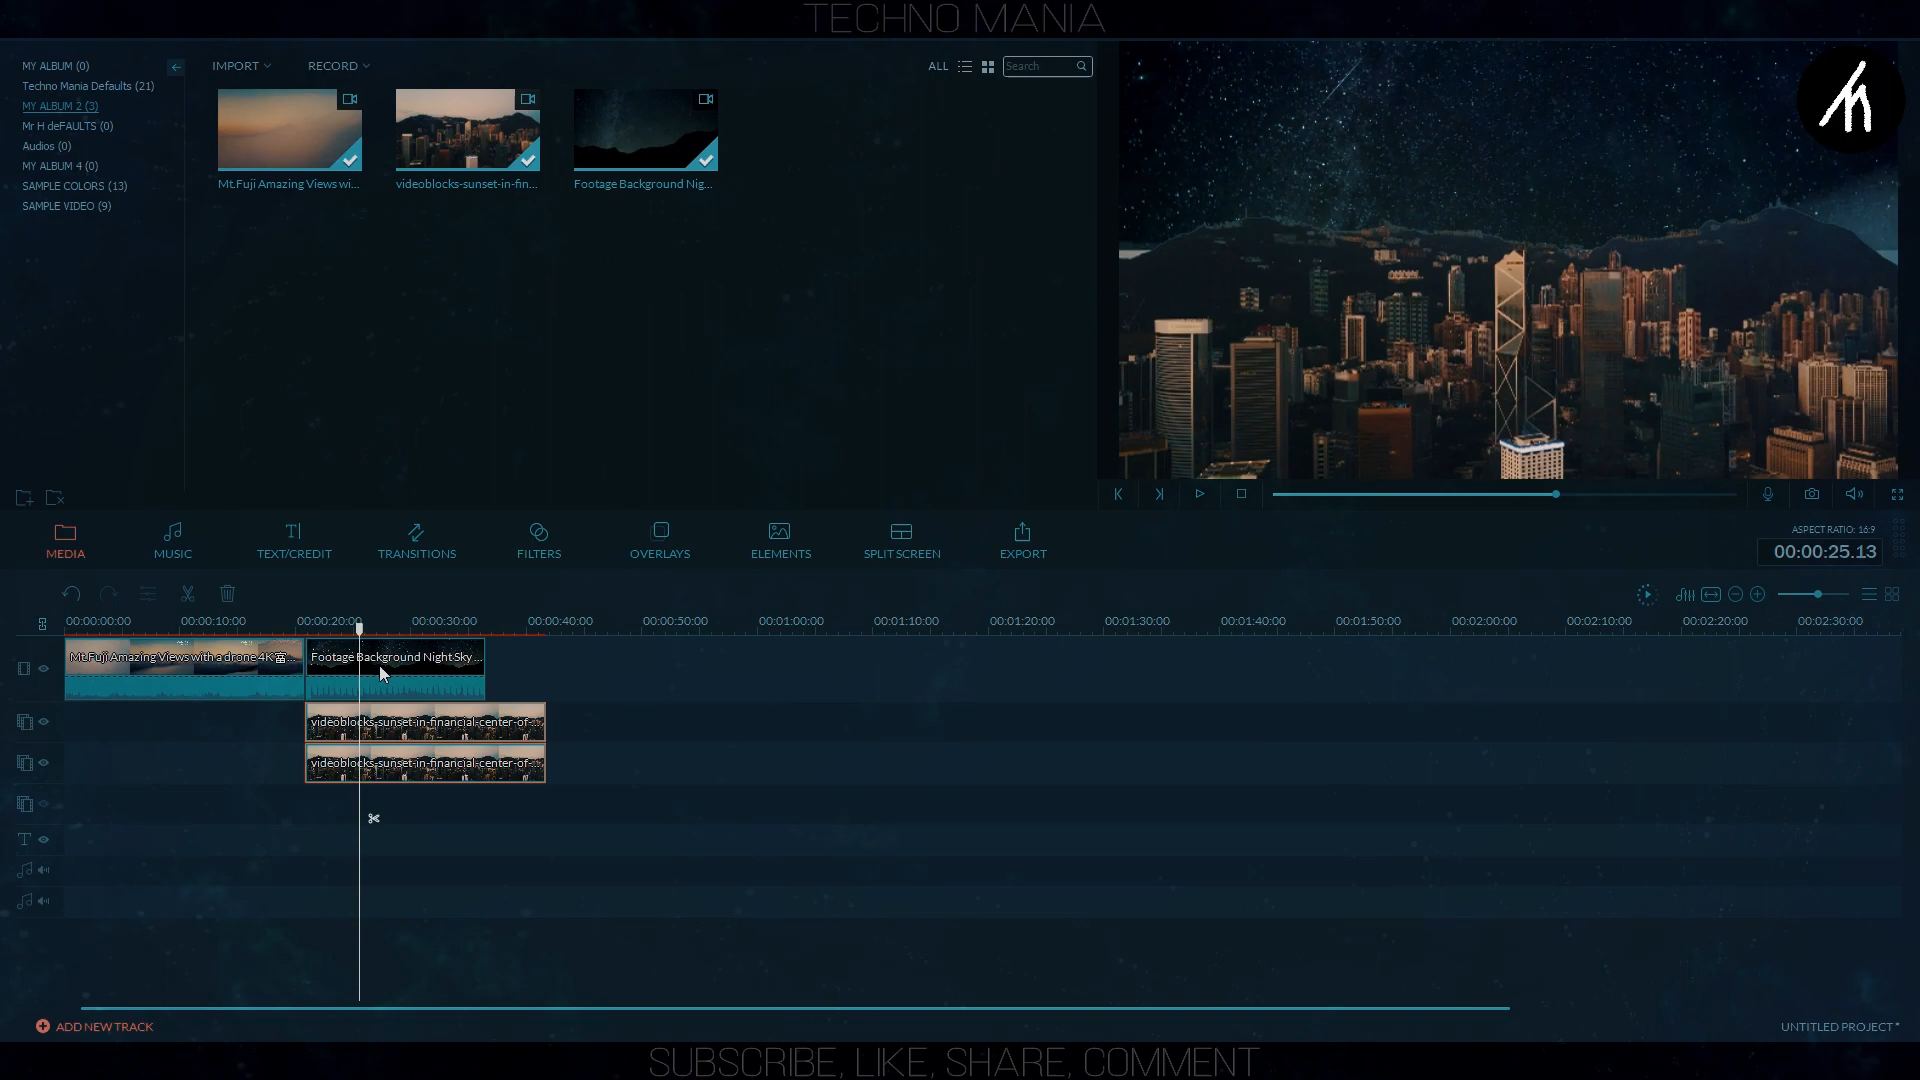 TECHNO MANIA
MY ALBUM (0)
Techno Mania Defaults (21)
MY ALBUM 2 (3)
Mr H deFAULTS (0)
Audios (0)
MY ALBUM 4 (0)
SAMPLE COLORS (13)
SAMPLE VIDEO (9)
IMPORT
RECORD
ALL
Search
Mt.Fuji Amazing Views wi...
videoblocks-sunset-in-fin...
Footage Background Nig...
MEDIA
MUSIC
TEXT/CREDIT
TRANSITIONS
FILTERS
OVERLAYS
ELEMENTS
SPLIT SCREEN
EXPORT
ASPECT RATIO: 16:9
00:00:25.13
00:00:00:00
00:00:10:00
00:00:20:00
00:00:30:00
00:00:40:00
00:00:50:00
00:01:00:00
00:01:10:00
00:01:20:00
00:01:30:00
00:01:40:00
00:01:50:00
00:02:00:00
00:02:10:00
00:02:20:00
00:02:30:00
Mt.Fuji Amazing Views with a drone 4K富...
Footage Background Night Sky ...
videoblocks-sunset-in-financial-center-of-...
videoblocks-sunset-in-financial-center-of-...
ADD NEW TRACK
UNTITLED PROJECT *
SUBSCRIBE, LIKE, SHARE, COMMENT